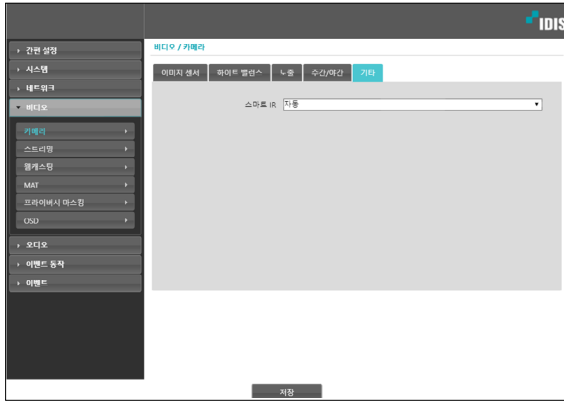 IDIS
간편 설정
시스템
네트워크
비디오
카메라
스트리밍
웹캐스팅
MAT
프라이버시 마스킹
OSD
오디오
이벤트 동작
이벤트
비디오 / 카메라
이미지 센서
화이트 밸런스
노출
주간/야간
기타
스마트 IR
자동
저장